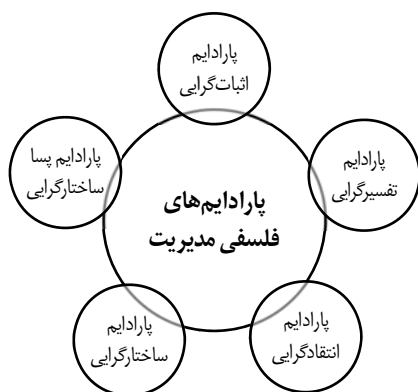 پارادایم
اثبات‌گرایی
پارادایم
تفسیرگرایی
پارادایم
انتقادگرایی
پارادایم
ساختارگرایی
پارادایم پسا
ساختارگرایی
پارادایم‌های
فلسفی مدیریت